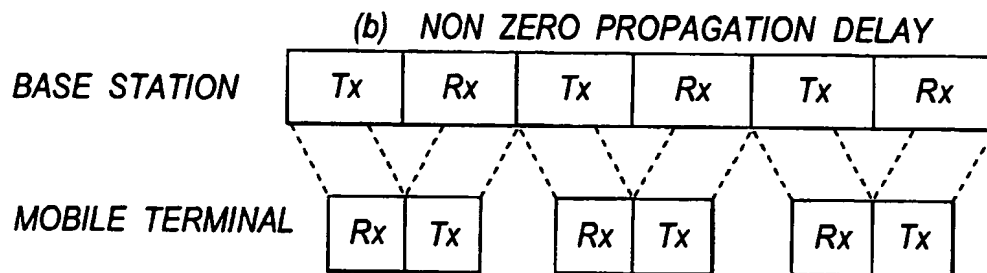 (b) NON ZERO PROPAGATION DELAY
BASE STATION Tx Rx Tx Rx Tx Rx
MOBILE TERMINAL Rx Tx Rx Tx Rx Tx